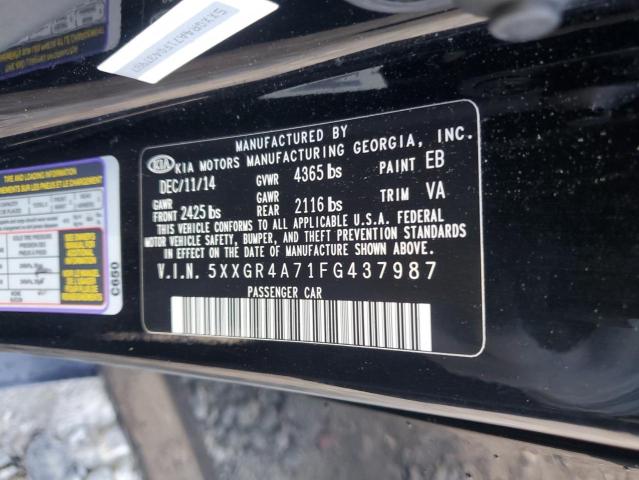 MANUFACTURED BY
KIA KIA MOTORS MANUFACTURING GEORGIA, INC.
DEC/11/14 GVWR 4365 lbs PAINT EB
GAWR FRONT 2425 lbs GAWR REAR 2116 lbs TRIM VA
THIS VEHICLE CONFORMS TO ALL APPLICABLE U.S.A. FEDERAL
MOTOR VEHICLE SAFETY, BUMPER, AND THEFT PREVENTION STANDARDS
IN EFFECT ON THE DATE OF MANUFACTURE SHOWN ABOVE.
V.I.N. 5XXGR4A71FG437987
PASSENGER CAR
TIRE AND LOADING INFORMATION
C650